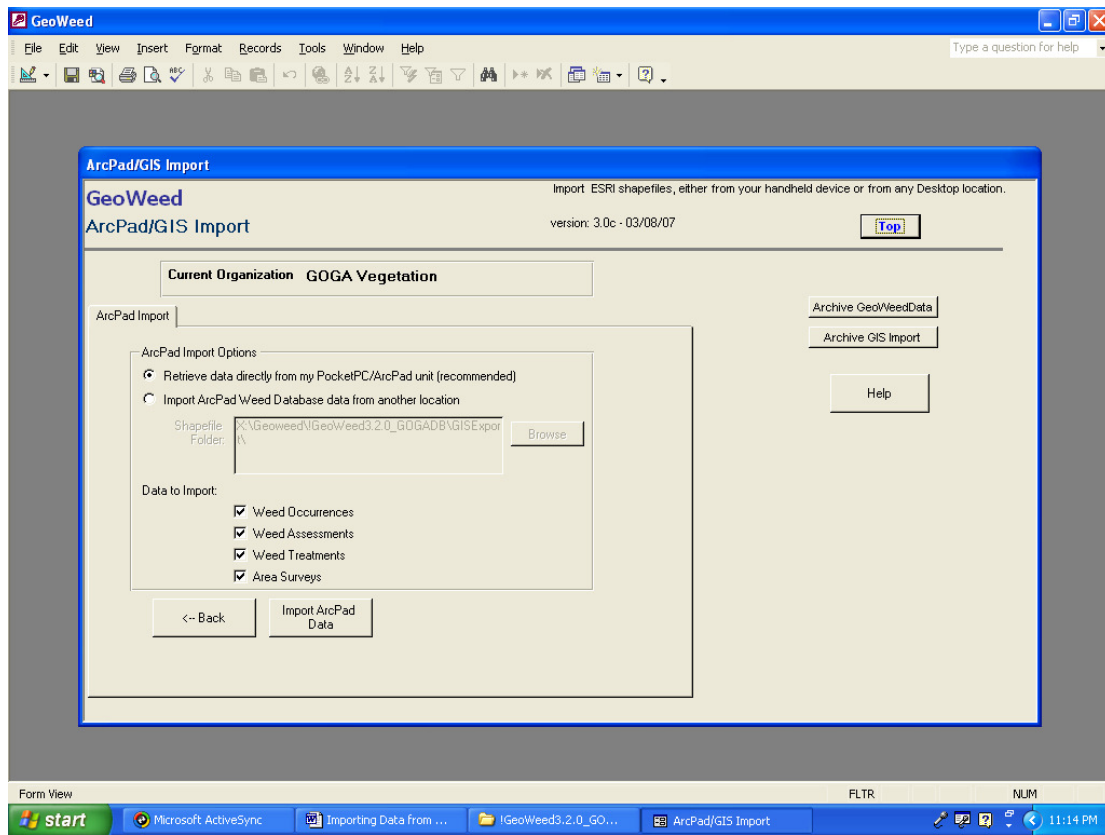 GeoWeed
File Edit View Insert Format Records Tools Window Help
Type a question for help
ArcPad/GIS Import
GeoWeed
Import ESRI shapefiles, either from your handheld device or from any Desktop location.
ArcPad/GIS Import
version: 3.0c - 03/08/07
Top
Current Organization GOGA Vegetation
ArcPad Import
Archive GeoWeedData
Archive GIS Import
Help
ArcPad Import Options
Retrieve data directly from my PocketPC/ArcPad unit (recommended)
Import ArcPad Weed Database data from another location
Shapefile
Folder:
X:\Geoweed\!GeoWeed3.2.0_GOGADB\GISExpor
t\
Browse
Data to Import:
Weed Occurrences
Weed Assessments
Weed Treatments
Area Surveys
<-- Back
Import ArcPad
Data
Form View
FLTR
NUM
start
Microsoft ActiveSync
Importing Data from ...
!GeoWeed3.2.0_GO...
ArcPad/GIS Import
11:14 PM